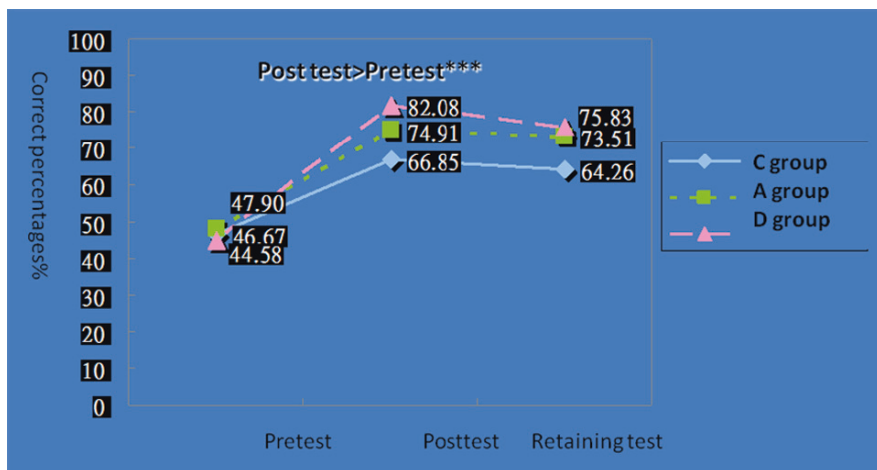 Post test>Pretest***
Correct percentages%
100
90
80
70
60
50
40
30
20
10
0
47.90
46.67
44.58
82.08
74.91
66.85
75.83
73.51
64.26
Pretest
Posttest
Retaining test
C group
A group
D group